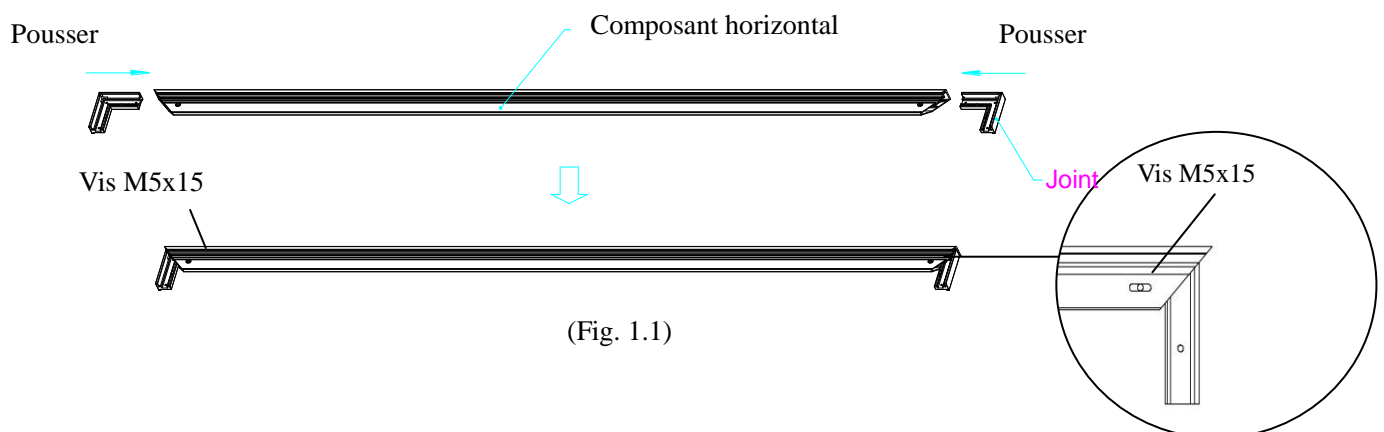 Pousser
Composant horizontal
Pousser
Vis M5x15
Joint
Vis M5x15
(Fig. 1.1)